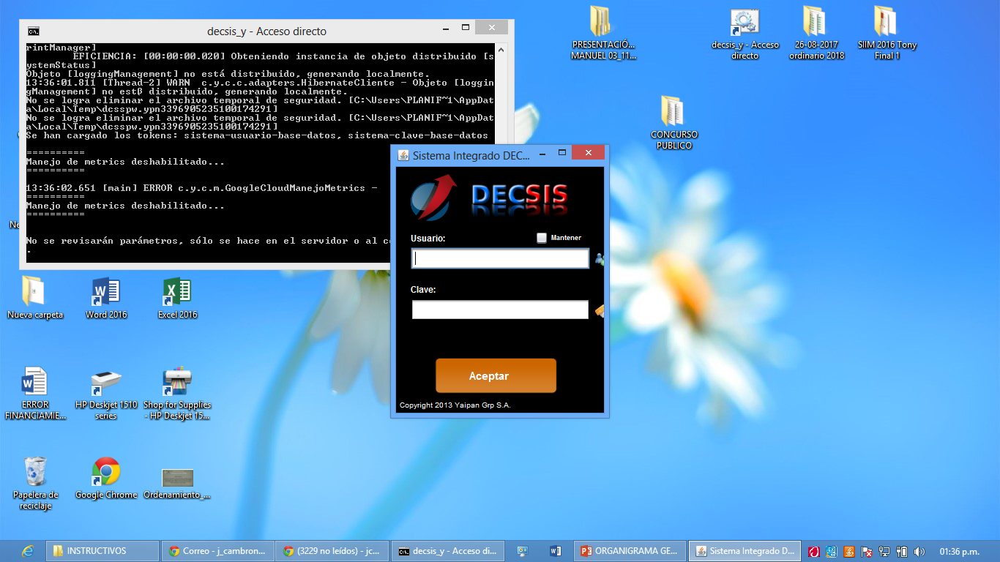 decsis_y - Acceso directo
rintManager]
EFICIENCIA: [00:00:00.020] Obteniendo instancia de objeto distribuido [s
ystemStatus]
Objeto [loggingManagement] no está distribuido, generando localmente.
13:36:01.811 [Thread-2] WARN  c.y.c.c.adapters.HibernateCliente - Objeto [loggin
gManagement] no estβ distribuido, generando localmente.
No se logra eliminar el archivo temporal de seguridad. [C:\Users\PLANIF~1\AppDat
a\Local\Temp\dcsspw.ypn3396905235100174291]
No se logra eliminar el archivo temporal de seguridad. [C:\Users\PLANIF~1\AppDat
a\Local\Temp\dcsspw.ypn3396905235100174291]
Se han cargado los tokens: sistema-usuario-base-datos, sistema-clave-base-datos
==========
Manejo de metrics deshabilitado...
==========
13:36:02.651 [main] ERROR c.y.c.m.GoogleCloudManejoMetrics -
==========
Manejo de metrics deshabilitado...
==========
No se revisarán parámetros, sólo se hace en el servidor o al c
Sistema Integrado DEC...
DECSIS
Usuario:
Mantener
Clave:
Aceptar
Copyright 2013 Yaipan Grp S.A.
PRESENTACIÓ...
MANUEL 03_11...
decsis_y - Acceso
directo
26-08-2017
ordinario 2018
SIIM 2016 Tony
Final 1
CONCURSO
PUBLICO
Ne
Nueva carpeta
Word 2016
Excel 2016
ERROR
FINANCIAMIE...
HP Deskjet 1510
series
Shop for Supplies
- HP Deskjet 15...
Papelera de
reciclaje
Google Chrome
Ordenamiento_...
INSTRUCTIVOS
Correo - j_cambron...
(3229 no leídos) - jc...
decsis_y - Acceso di...
ORGANIGRAMA GE...
Sistema Integrado D...
01:36 p.m.